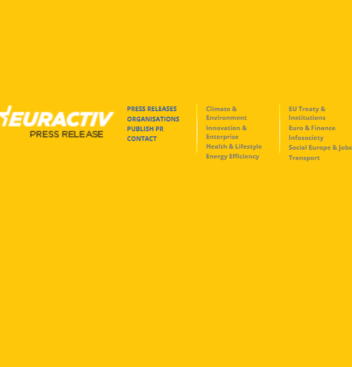 EURACTIV
PRESS RELEASE
PRESS RELEASES
ORGANISATIONS
PUBLISH PR
CONTACT
Climate &
Environment
Innovation &
Enterprise
Health & Lifestyle
Energy Efficiency
EU Treaty &
Institutions
Euro & Finance
Infosociety
Social Europe & Jobs
Transport